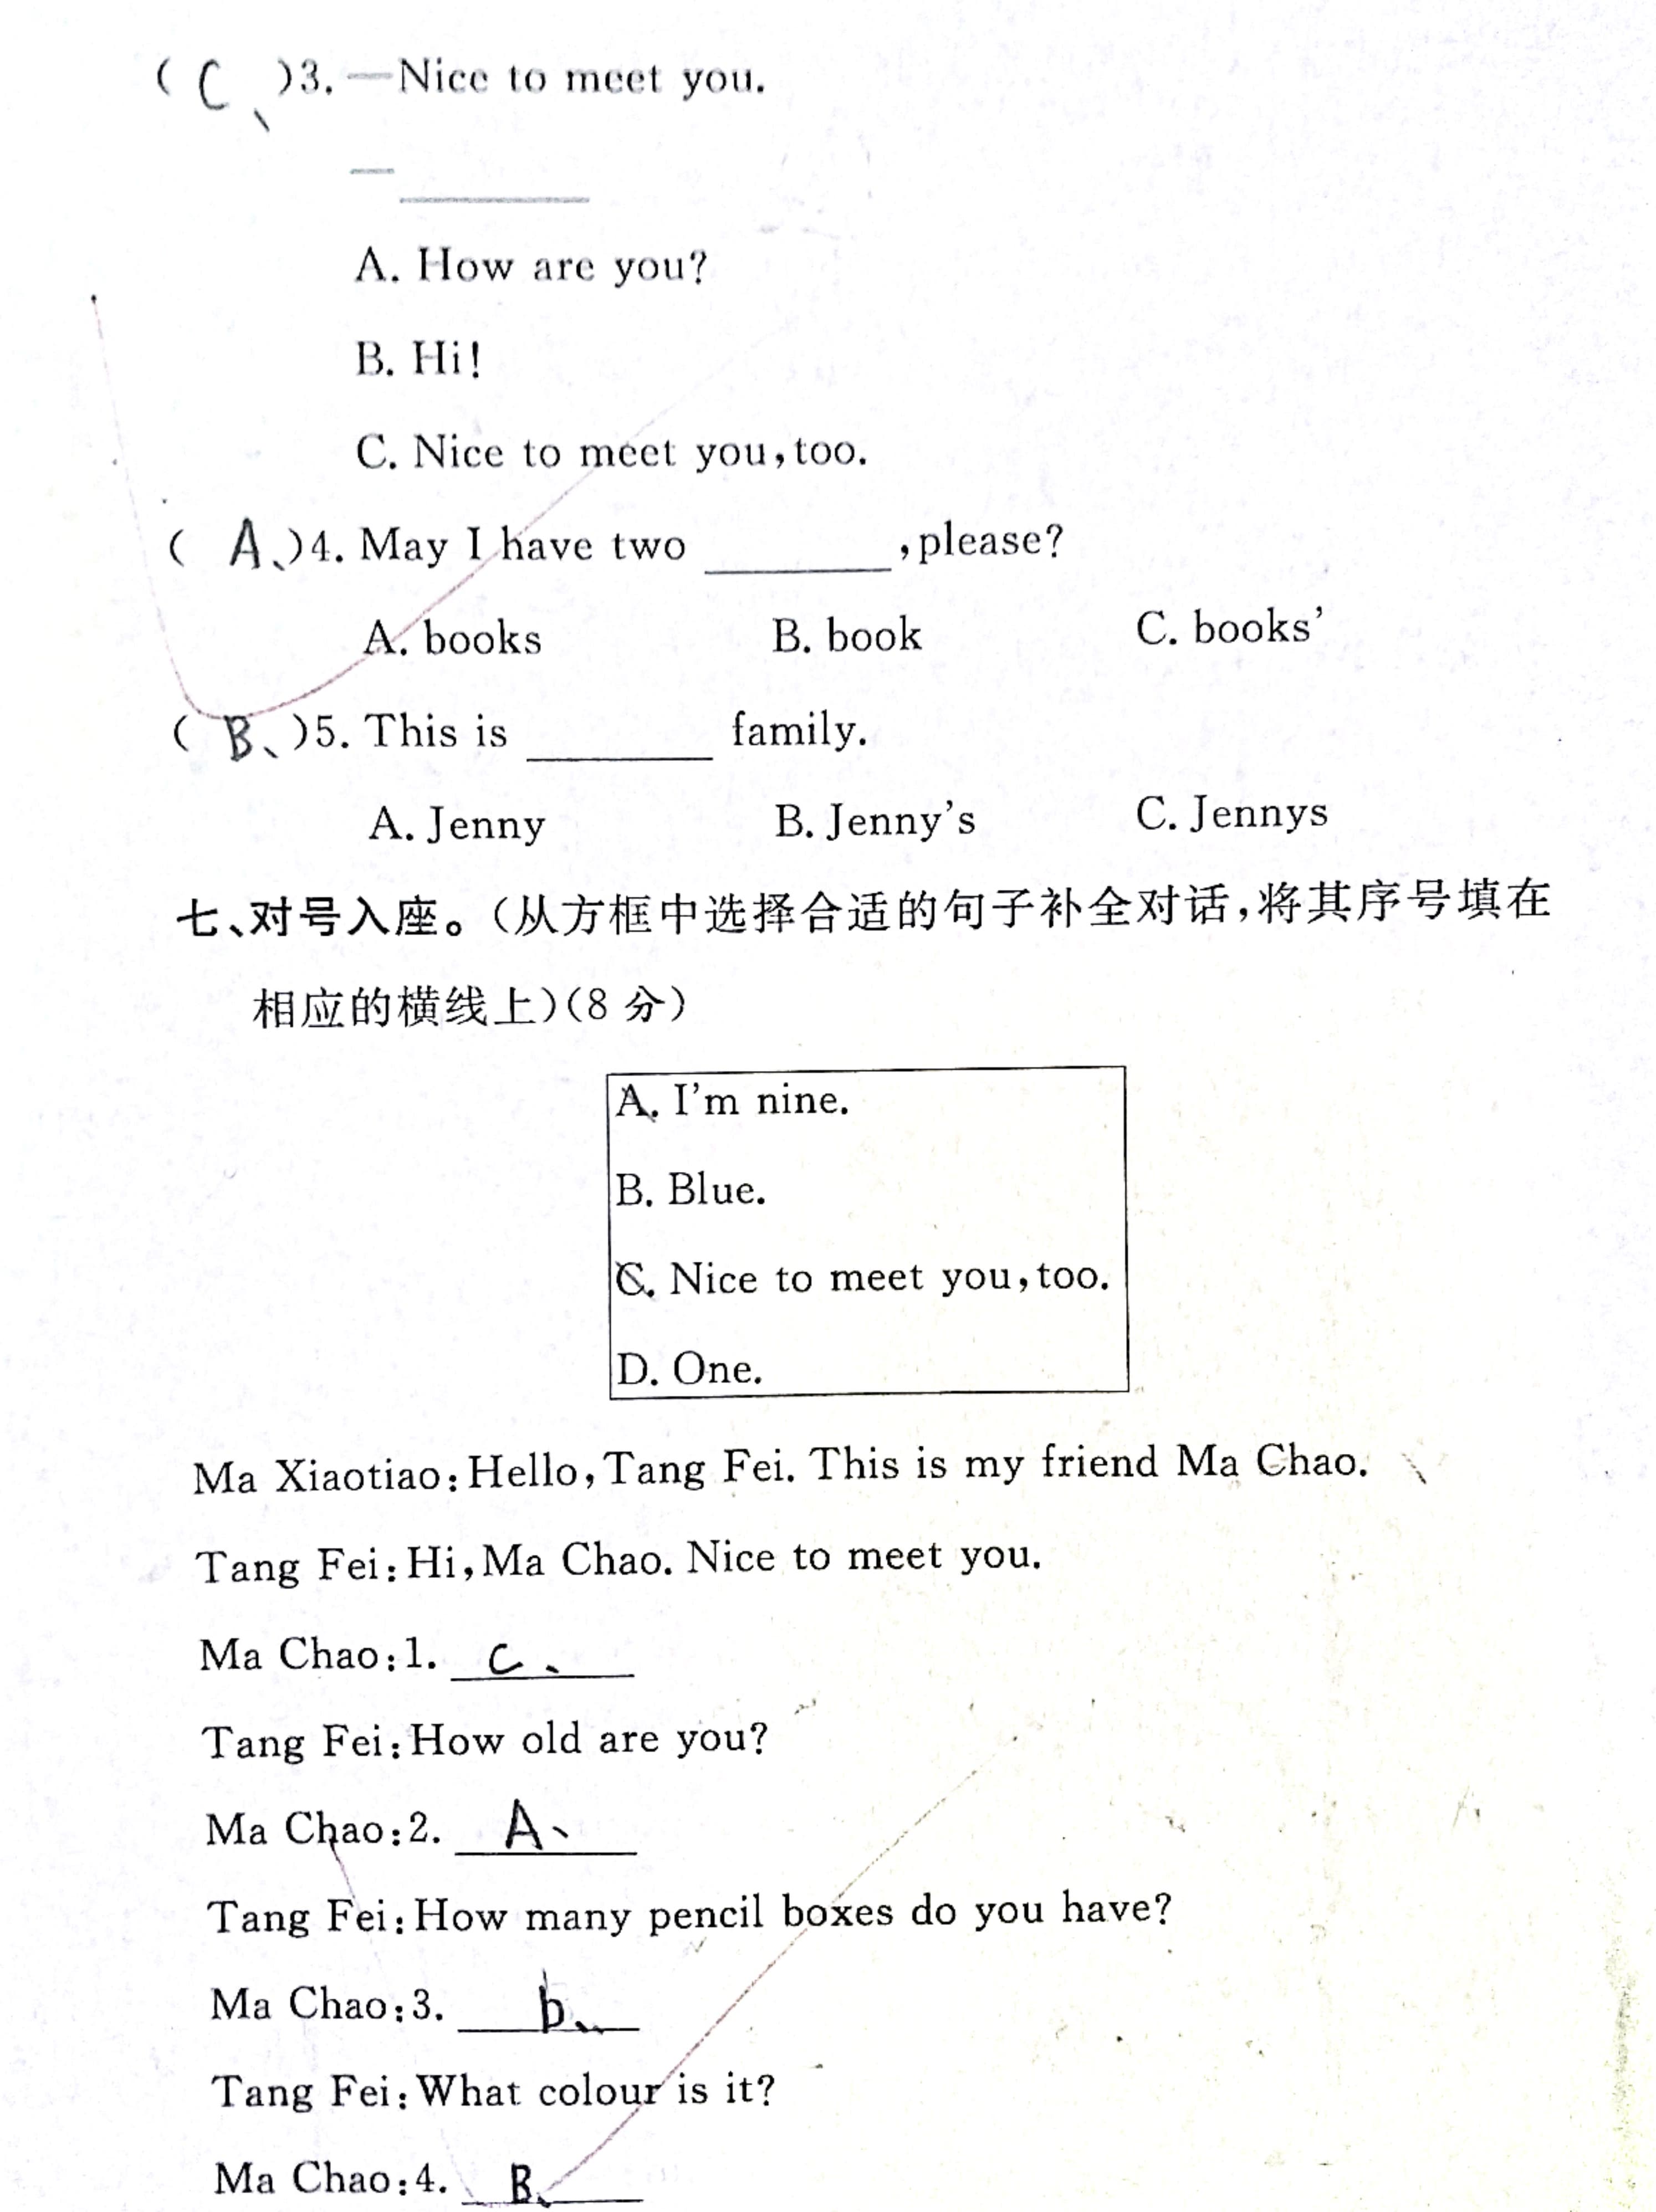 ( C、)3. —Nice to meet you.
—________
A. How are you?
B. Hi!
C. Nice to meet you,too.
( A、)4. May I have two ________,please?
A. books B. book C. books’
( B、)5. This is ________ family.
A. Jenny B. Jenny’s C. Jennys
七、对号入座。(从方框中选择合适的句子补全对话,将其序号填在
相应的横线上)(8 分)
A. I’m nine.
B. Blue.
C. Nice to meet you,too.
D. One.
Ma Xiaotiao:Hello,Tang Fei. This is my friend Ma Chao.
Tang Fei:Hi,Ma Chao. Nice to meet you.
Ma Chao:1. C、
Tang Fei:How old are you?
Ma Chao:2. A、
Tang Fei:How many pencil boxes do you have?
Ma Chao:3. D、
Tang Fei:What colour is it?
Ma Chao:4. B、